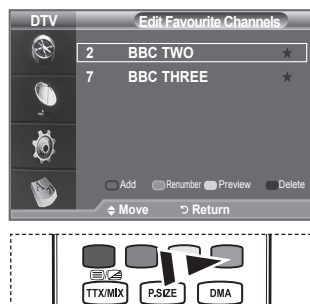 DTV Edit Favourite Channels
2 BBC TWO ★
7 BBC THREE ★
Add Renumber Preview Delete
Move Return
TTX/MIX P.SIZE DMA